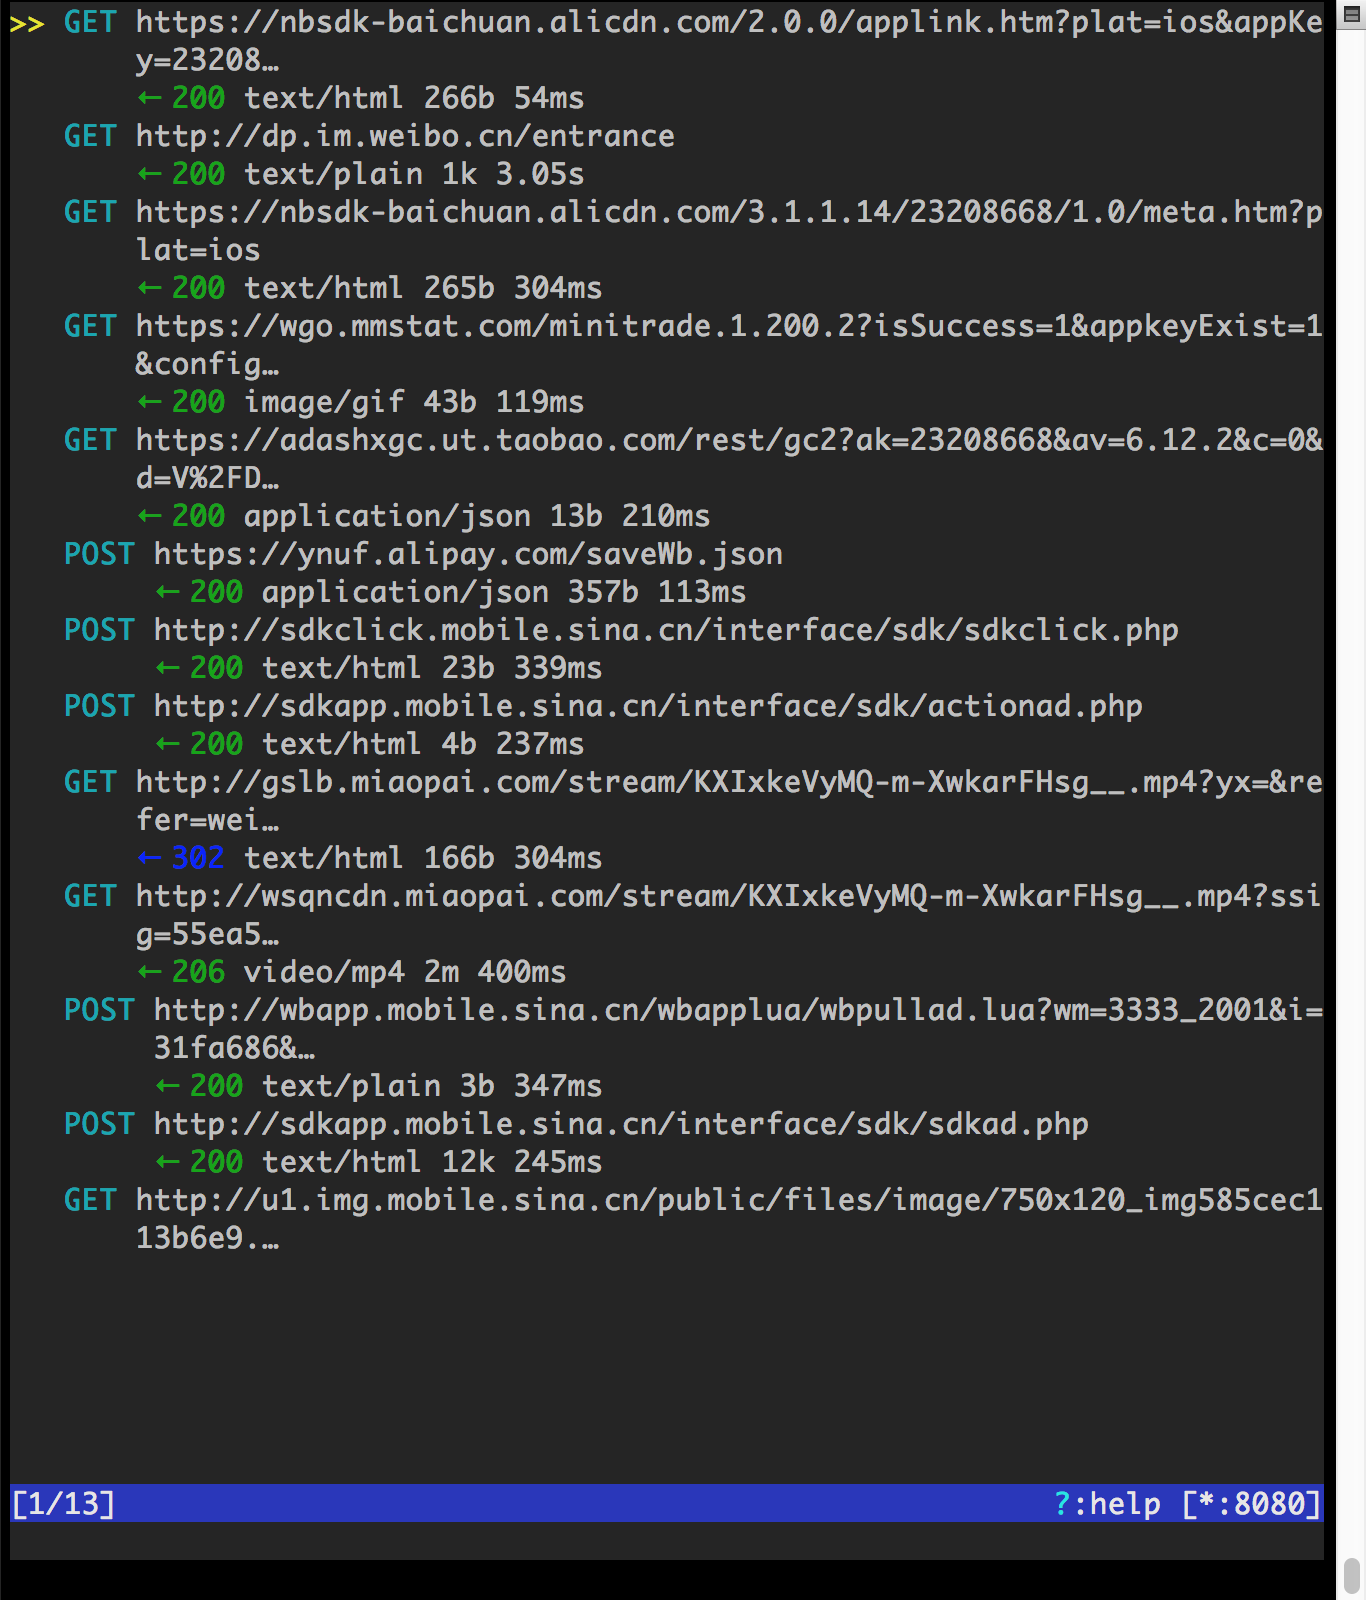 >> GET https://nbsdk-baichuan.alicdn.com/2.0.0/applink.htm?plat=ios&appKe
y=23208…
← 200 text/html 266b 54ms
GET http://dp.im.weibo.cn/entrance
← 200 text/plain 1k 3.05s
GET https://nbsdk-baichuan.alicdn.com/3.1.1.14/23208668/1.0/meta.htm?p
lat=ios
← 200 text/html 265b 304ms
GET https://wgo.mmstat.com/minitrade.1.200.2?isSuccess=1&appkeyExist=1
&config…
← 200 image/gif 43b 119ms
GET https://adashxgc.ut.taobao.com/rest/gc2?ak=23208668&av=6.12.2&c=0&
d=V%2FD…
← 200 application/json 13b 210ms
POST https://ynuf.alipay.com/saveWb.json
← 200 application/json 357b 113ms
POST http://sdkclick.mobile.sina.cn/interface/sdk/sdkclick.php
← 200 text/html 23b 339ms
POST http://sdkapp.mobile.sina.cn/interface/sdk/actionad.php
← 200 text/html 4b 237ms
GET http://gslb.miaopai.com/stream/KXIxkeVyMQ-m-XwkarFHsg__.mp4?yx=&re
fer=wei…
← 302 text/html 166b 304ms
GET http://wsqncdn.miaopai.com/stream/KXIxkeVyMQ-m-XwkarFHsg__.mp4?ssi
g=55ea5…
← 206 video/mp4 2m 400ms
POST http://wbapp.mobile.sina.cn/wbapplua/wbpullad.lua?wm=3333_2001&i=
31fa686&…
← 200 text/plain 3b 347ms
POST http://sdkapp.mobile.sina.cn/interface/sdk/sdkad.php
← 200 text/html 12k 245ms
GET http://u1.img.mobile.sina.cn/public/files/image/750x120_img585cec1
13b6e9.…
[1/13] ?:help [*:8080]